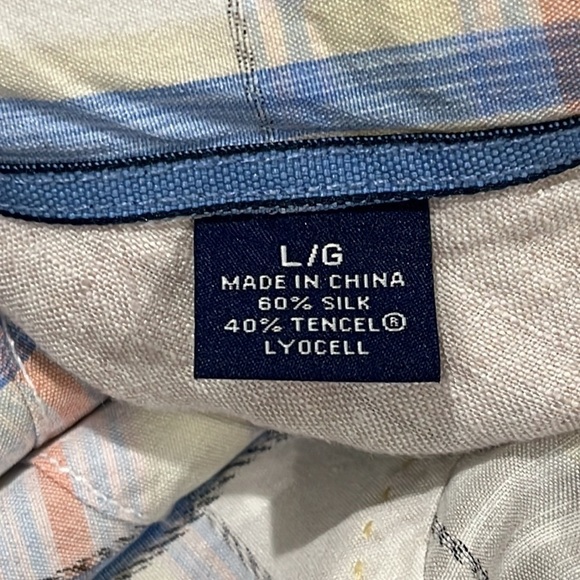 L/G
MADE IN CHINA
60% SILK
40% TENCEL®
LYOCELL